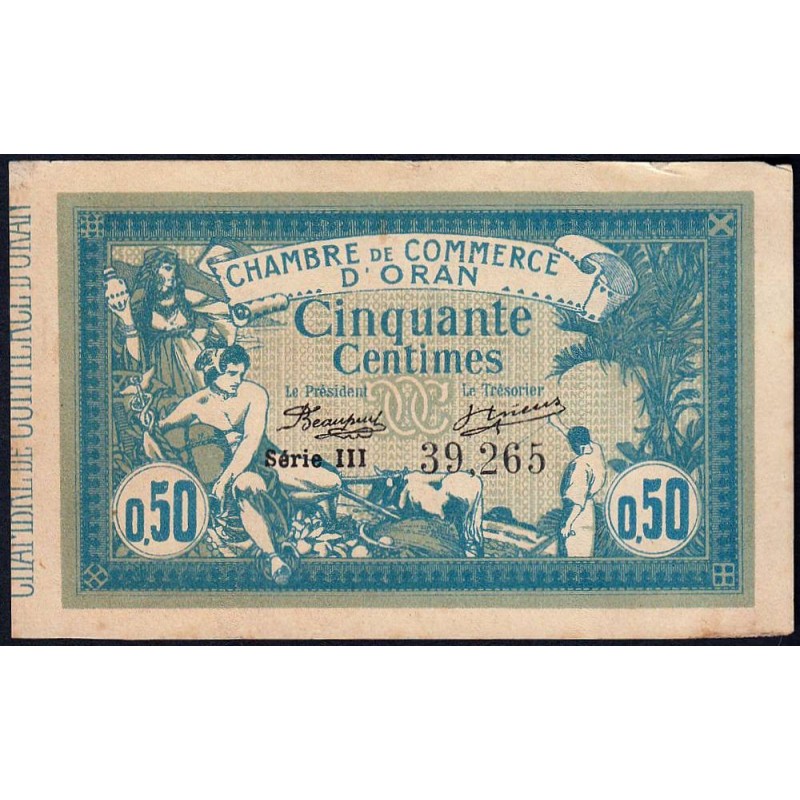 CHAMBRE DE COMMERCE
D'ORAN
Cinquante
Centimes
Le Président Le Trésorier
Série III 39,265
0,50 0,50
CHAMBRE DE COMMERCE D'ORAN